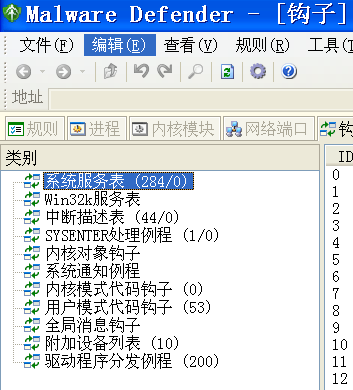 Malware Defender - [钩子]
文件(F) 编辑(E) 查看(V) 规则(R) 工具(T
地址
规则 进程 内核模块 网络端口 钩
类别 ID
系统服务表 (284/0) 0
Win32k服务表 1
中断描述表 (44/0) 2
SYSENTER处理例程 (1/0) 3
内核对象钩子 4
系统通知例程 5
内核模式代码钩子 (0) 6
用户模式代码钩子 (53) 7
全局消息钩子 8
附加设备列表 (10) 9
驱动程序分发例程 (200) 10
11
12